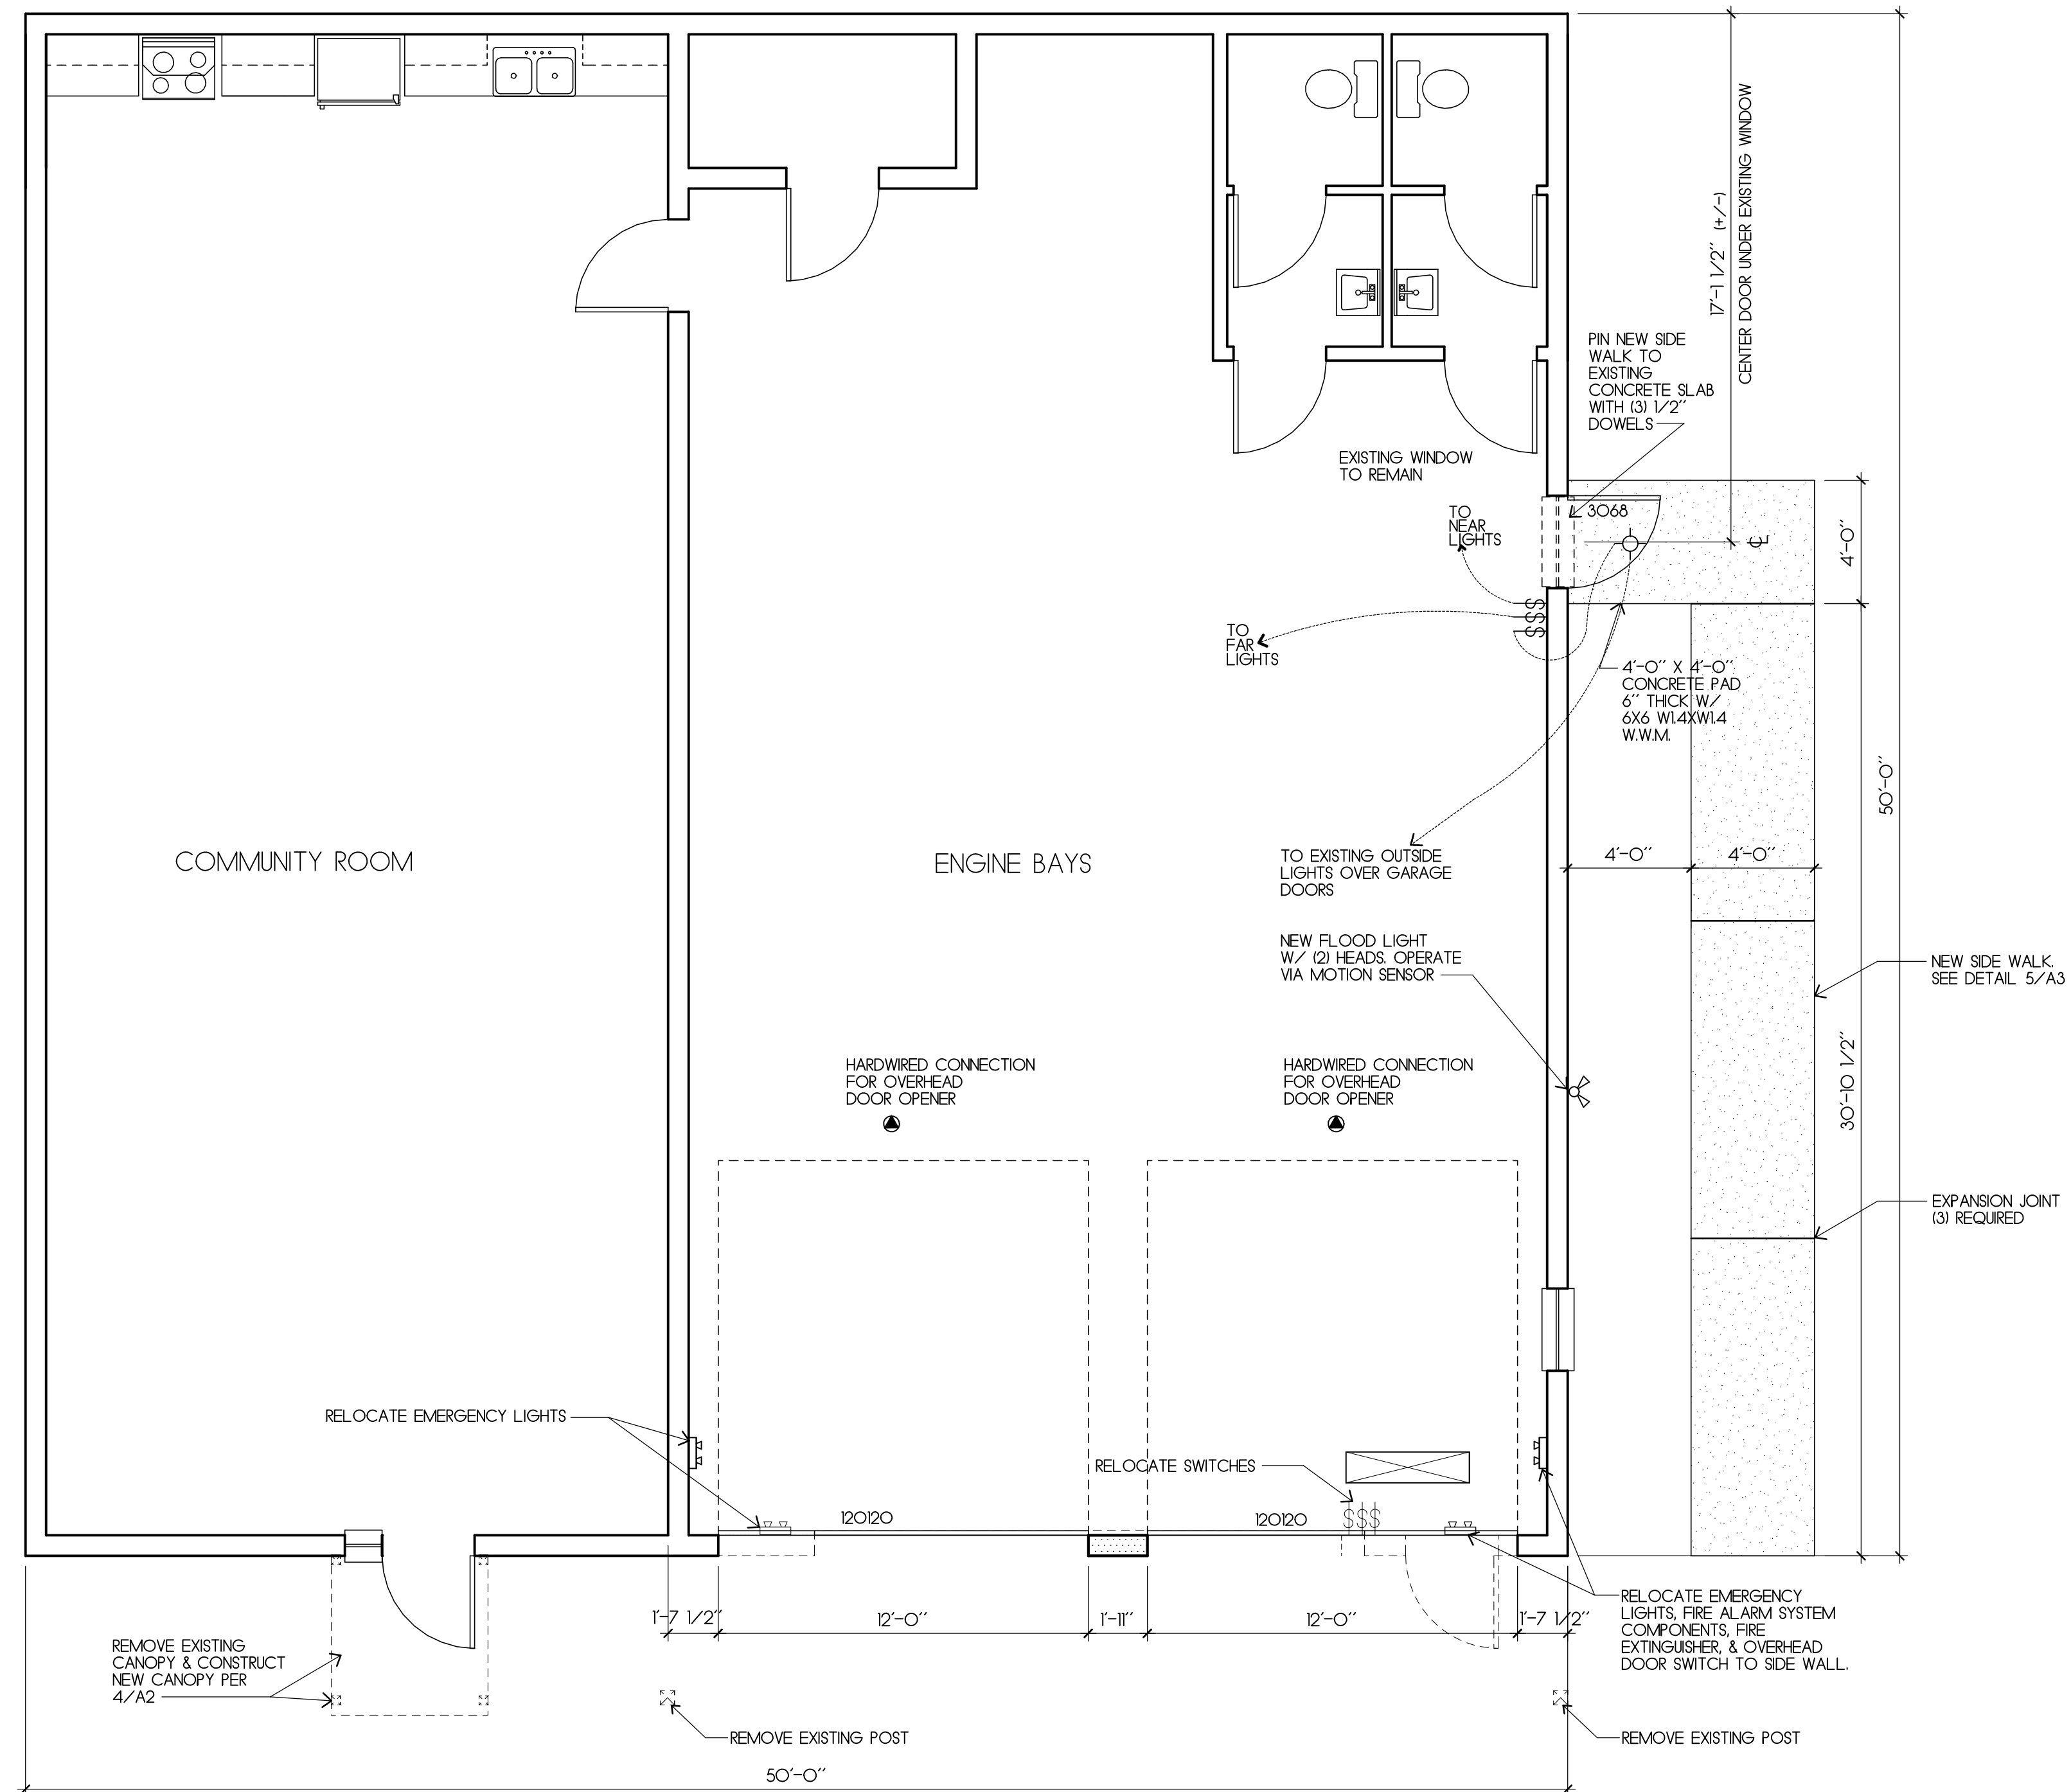 17'-1 1/2" (+/-)
CENTER DOOR UNDER EXISTING WINDOW
PIN NEW SIDE
WALK TO
EXISTING
CONCRETE SLAB
WITH (3) 1/2"
DOWELS
EXISTING WINDOW
TO REMAIN
TO
NEAR
LIGHTS
3068
4'-0"
SSS
TO
FAR
LIGHTS
4'-0" X 4'-0"
CONCRETE PAD
6" THICK W/
6X6 W1.4XW1.4
W.W.M.
50'-0"
COMMUNITY ROOM
ENGINE BAYS
TO EXISTING OUTSIDE
LIGHTS OVER GARAGE
DOORS
4'-0"
4'-0"
NEW FLOOD LIGHT
W/ (2) HEADS. OPERATE
VIA MOTION SENSOR
NEW SIDE WALK.
SEE DETAIL 5/A3
30'-10 1/2"
HARDWIRED CONNECTION
FOR OVERHEAD
DOOR OPENER
HARDWIRED CONNECTION
FOR OVERHEAD
DOOR OPENER
EXPANSION JOINT
(3) REQUIRED
RELOCATE EMERGENCY LIGHTS
RELOCATE SWITCHES
120120
120120
SSS
1'-7 1/2"
12'-0"
1'-11"
12'-0"
1'-7 1/2"
RELOCATE EMERGENCY
LIGHTS, FIRE ALARM SYSTEM
COMPONENTS, FIRE
EXTINGUISHER, & OVERHEAD
DOOR SWITCH TO SIDE WALL.
REMOVE EXISTING
CANOPY & CONSTRUCT
NEW CANOPY PER
4/A2
REMOVE EXISTING POST
REMOVE EXISTING POST
50'-0"